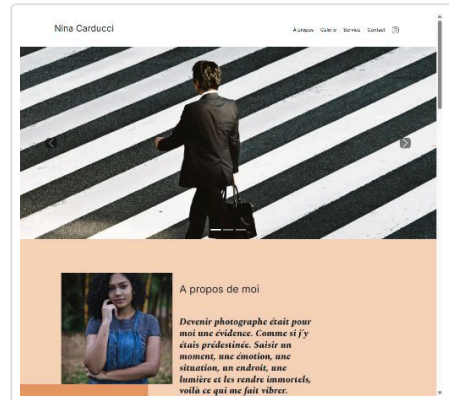 Nina Carducci
A propos Galerie Service Contact
A propos de moi
Devenir photographe était pour
moi une évidence. Comme si j'y
étais prédestinée. Saisir un
moment, une émotion, une
situation, un endroit, une
lumière et les rendre immortels,
voilà ce qui me fait vibrer.